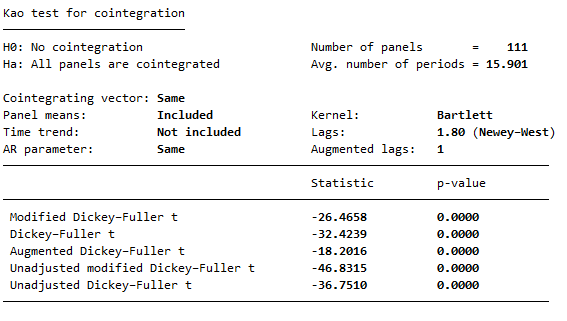 Kao test for cointegration
H0: No cointegration Number of panels = 111
Ha: All panels are cointegrated Avg. number of periods = 15.901
Cointegrating vector: Same
Panel means: Included Kernel: Bartlett
Time trend: Not included Lags: 1.80 (Newey-West)
AR parameter: Same Augmented lags: 1
Statistic p-value
Modified Dickey-Fuller t -26.4658 0.0000
Dickey-Fuller t -32.4239 0.0000
Augmented Dickey-Fuller t -18.2016 0.0000
Unadjusted modified Dickey-Fuller t -46.8315 0.0000
Unadjusted Dickey-Fuller t -36.7510 0.0000